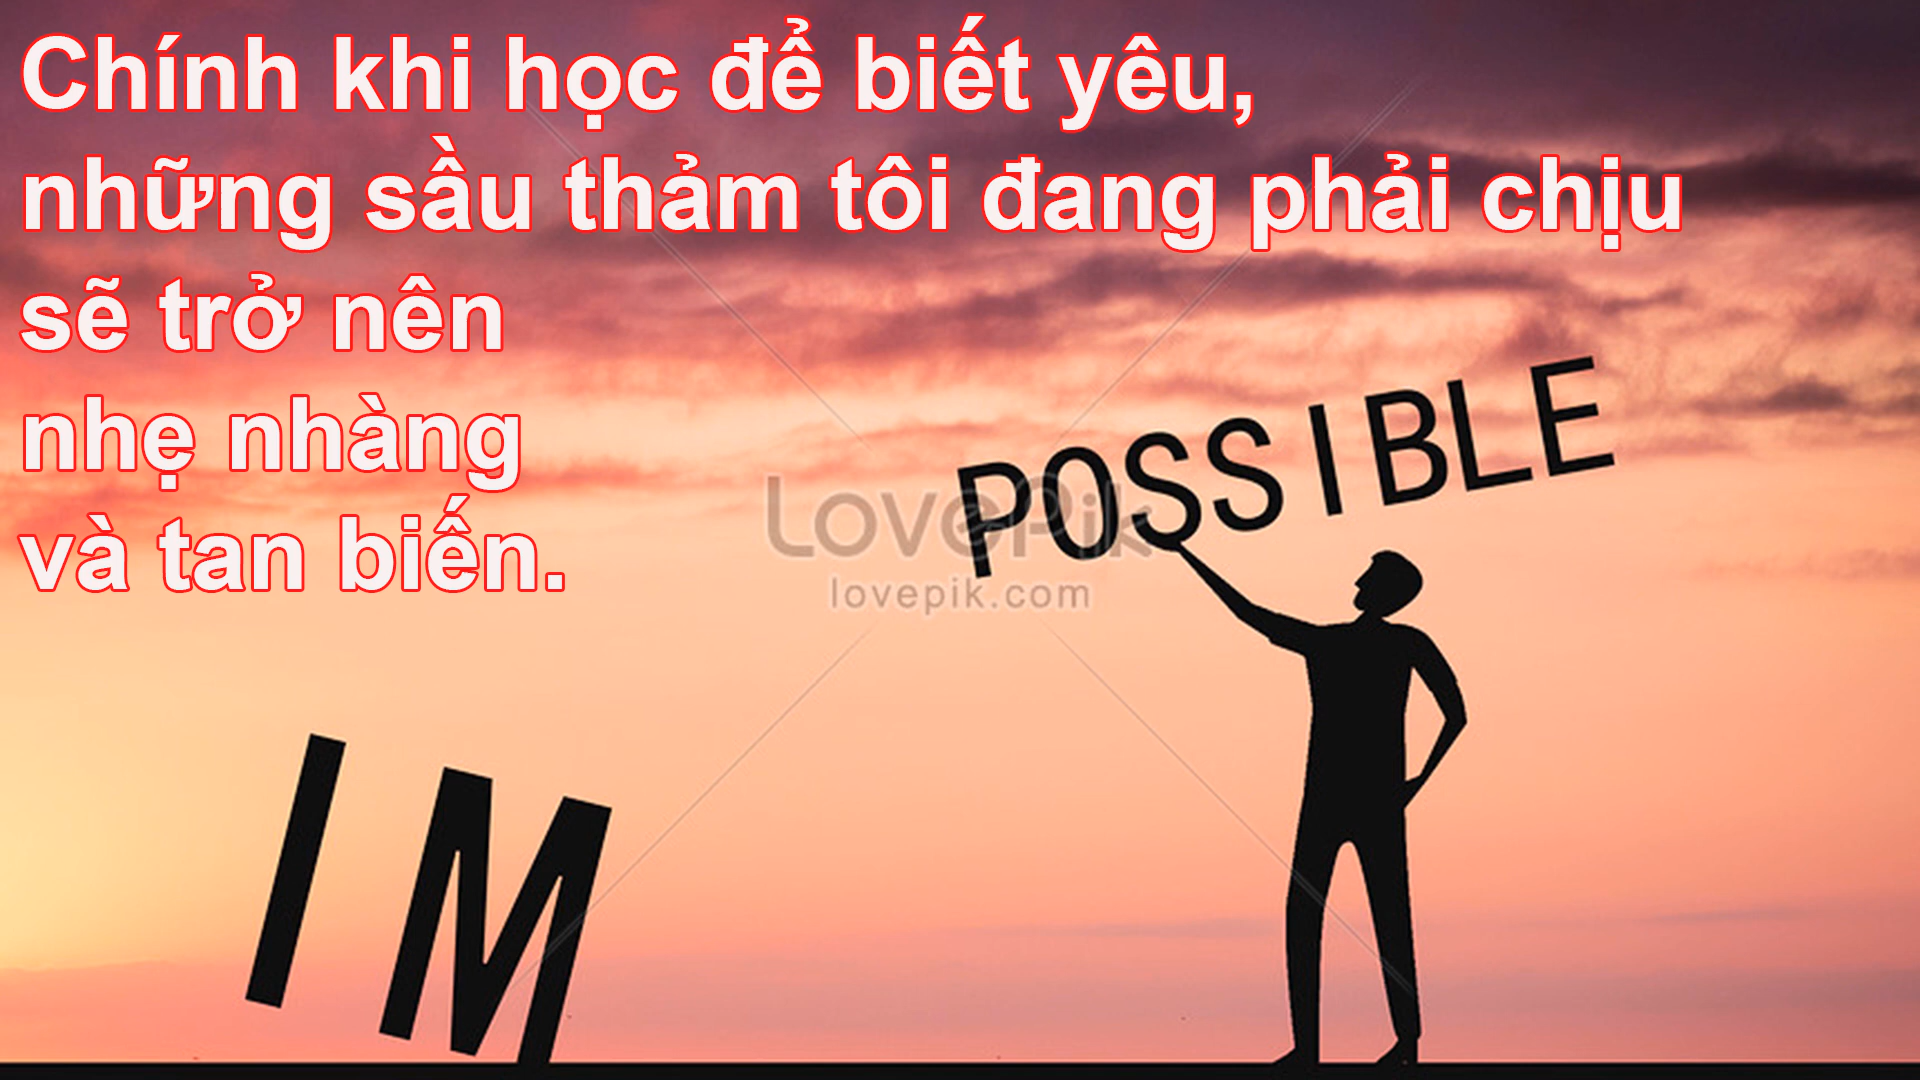 Chính khi học để biết yêu,
những sầu thảm tôi đang phải chịu
sẽ trở nên
nhẹ nhàng
và tan biến.
POSSIBLE
LovePik
lovepik.com
IM